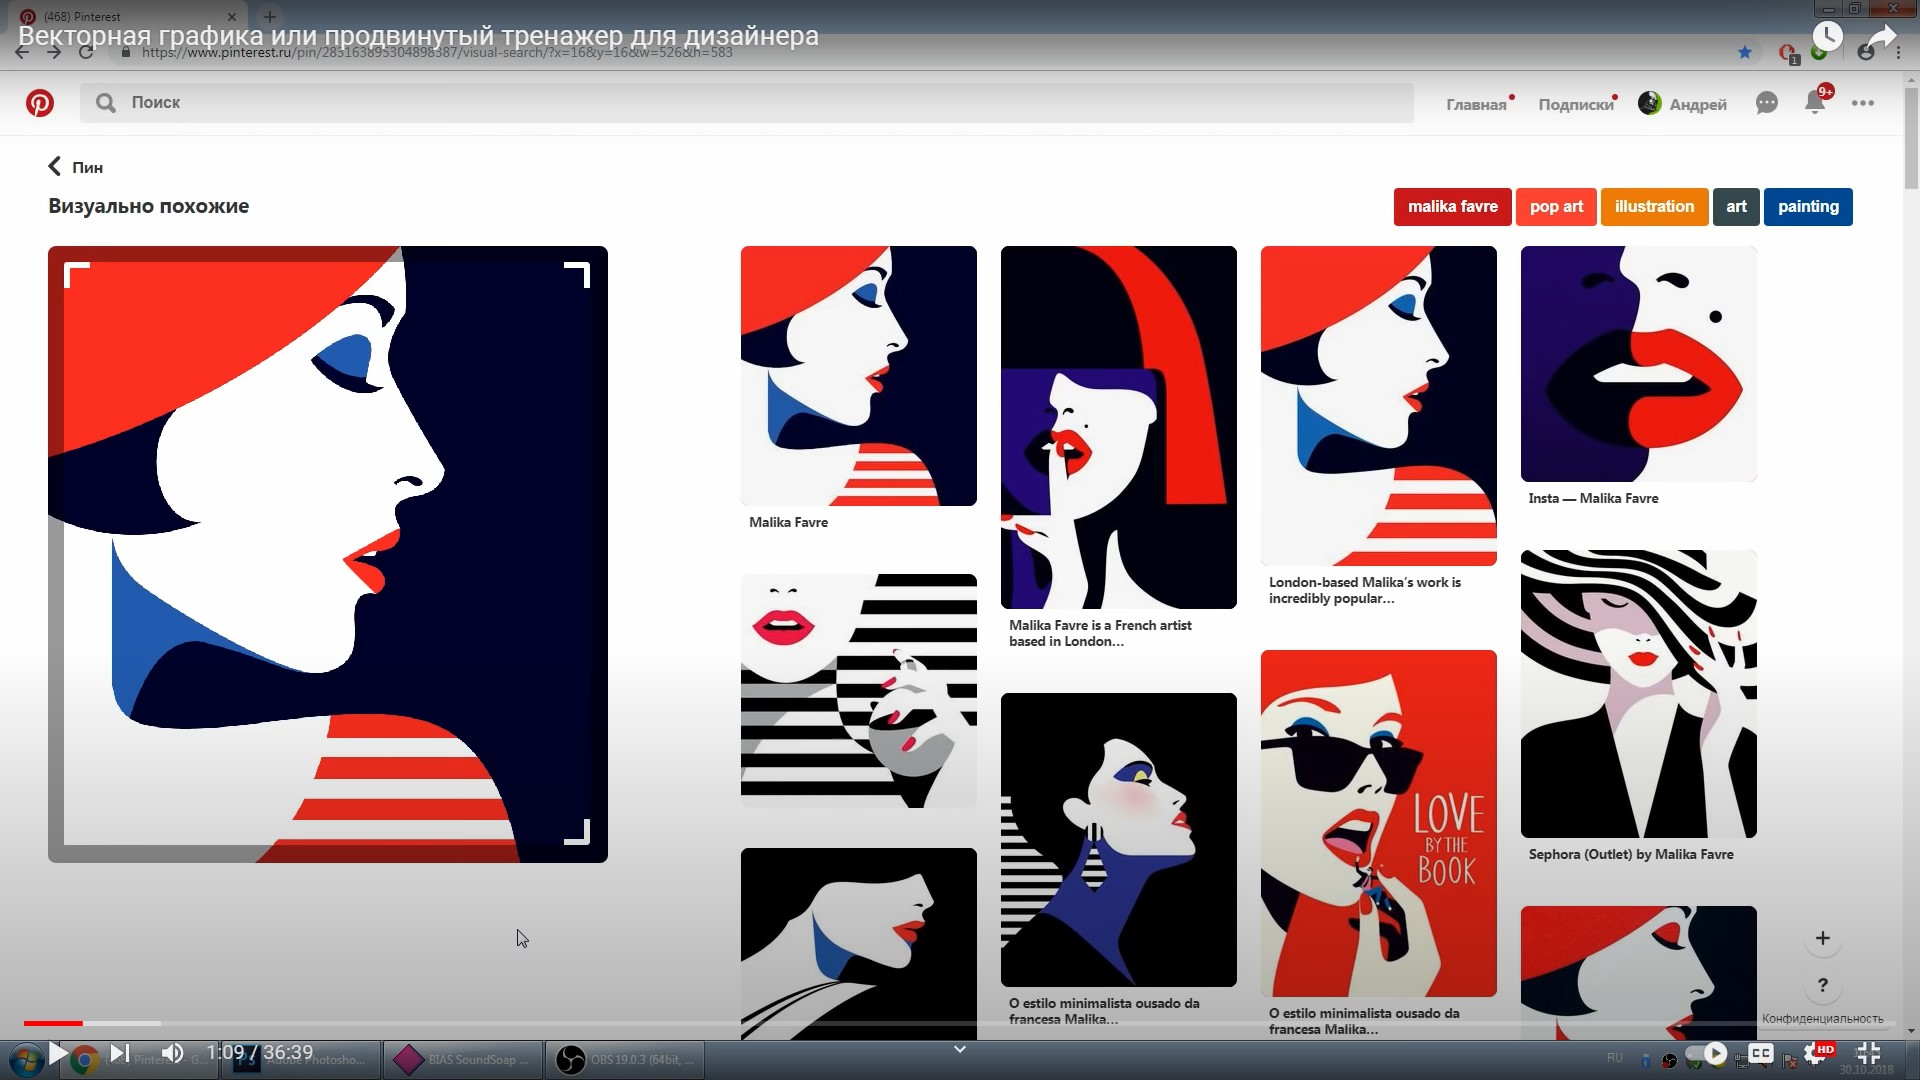 (468) Pinterest
Векторная графика или продвинутый тренажер для дизайнера
https://www.pinterest.ru/pin/285163895304898387/visual-search/?x=16&y=16&w=526&h=583
1
Поиск
Главная
Подписки
Андрей
9+
Пин
Визуально похожие
malika favre
pop art
illustration
art
painting
Malika Favre
Malika Favre is a French artist
based in London...
London-based Malika's work is
incredibly popular...
Insta — Malika Favre
LOVE
BY THE
BOOK
Sephora (Outlet) by Malika Favre
O estilo minimalista ousado da
francesa Malika...
O estilo minimalista ousado da
francesa Malika...
+
?
Конфиденциальность
1:09 / 36:39
BIAS SoundSoap ...
OBS 19.0.3 (64bit, ...
RU
CC
HD
30.10.2018